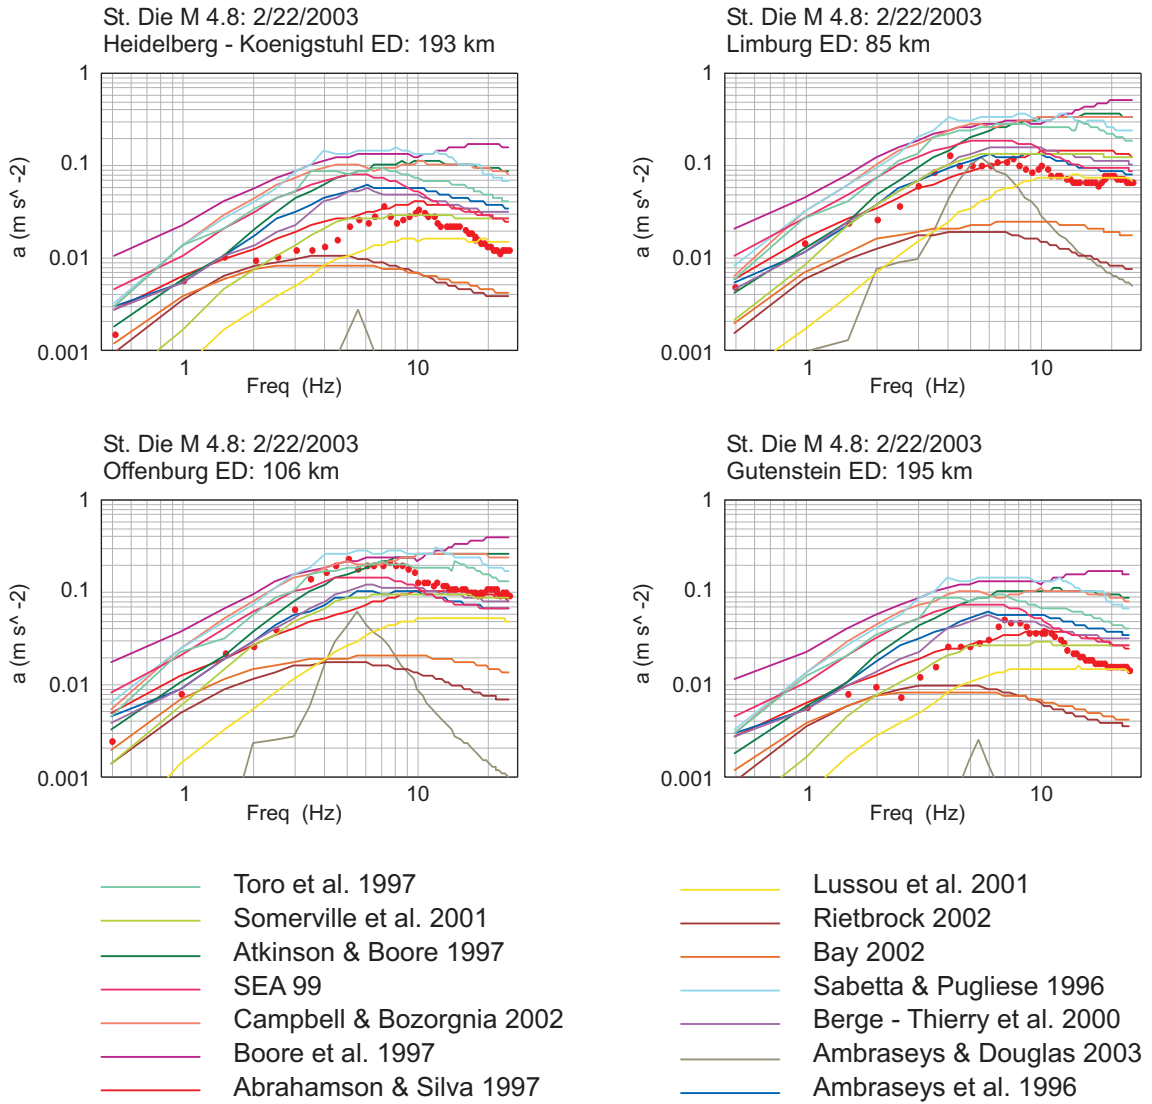 St. Die M 4.8: 2/22/2003
Heidelberg - Koenigstuhl ED: 193 km
1
0.1
0.01
0.001
a (m s^ -2)
1
10
Freq (Hz)
St. Die M 4.8: 2/22/2003
Limburg ED: 85 km
1
0.1
0.01
0.001
a (m s^ -2)
1
10
Freq (Hz)
St. Die M 4.8: 2/22/2003
Offenburg ED: 106 km
1
0.1
0.01
0.001
a (m s^ -2)
1
10
Freq (Hz)
St. Die M 4.8: 2/22/2003
Gutenstein ED: 195 km
1
0.1
0.01
0.001
a (m s^ -2)
1
10
Freq (Hz)
Toro et al. 1997
Somerville et al. 2001
Atkinson & Boore 1997
SEA 99
Campbell & Bozorgnia 2002
Boore et al. 1997
Abrahamson & Silva 1997
Lussou et al. 2001
Rietbrock 2002
Bay 2002
Sabetta & Pugliese 1996
Berge - Thierry et al. 2000
Ambraseys & Douglas 2003
Ambraseys et al. 1996